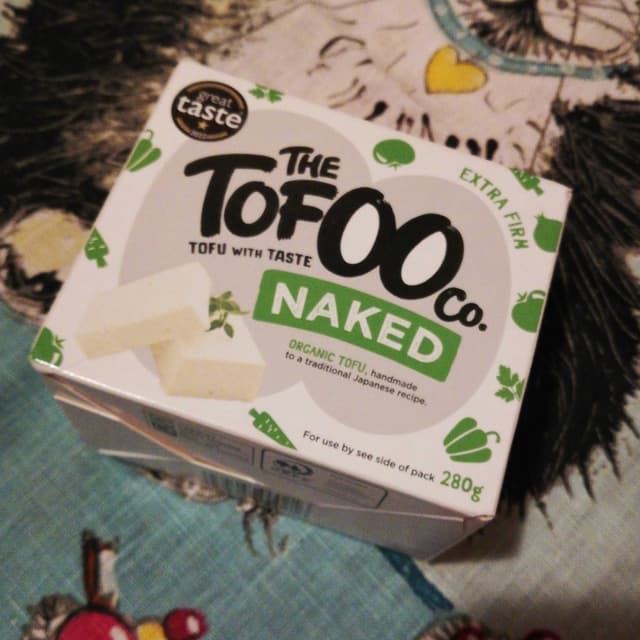 great
taste
THE
TOFOO
Co.
TOFU WITH TASTE
EXTRA FIRM
NAKED
ORGANIC TOFU, handmade
to a traditional Japanese recipe.
For use by see side of pack 280g